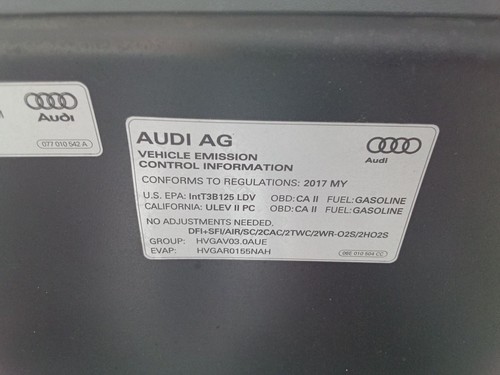 Audi
077 010 542 A
AUDI AG
Audi
VEHICLE EMISSION
CONTROL INFORMATION
CONFORMS TO REGULATIONS: 2017 MY
U.S. EPA: IntT3B125 LDV OBD: CA II FUEL: GASOLINE
CALIFORNIA: ULEV II PC OBD: CA II FUEL: GASOLINE
NO ADJUSTMENTS NEEDED.
DFI+SFI/AIR/SC/2CAC/2TWC/2WR-O2S/2HO2S
GROUP: HVGAV03.0AUE
EVAP: HVGAR0155NAH